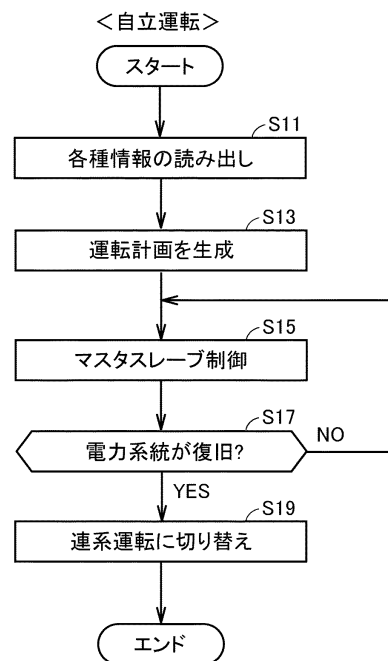 ＜自立運転＞
スタート
S11
各種情報の読み出し
S13
運転計画を生成
S15
マスタスレーブ制御
S17
電力系統が復旧?
NO
YES
S19
連系運転に切り替え
エンド